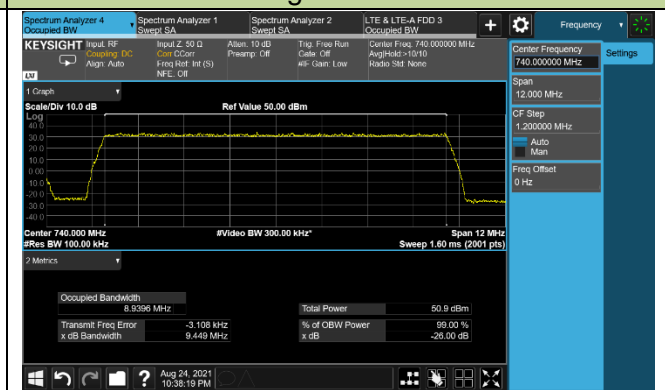 Spectrum Analyzer 4
Occupied BW
Spectrum Analyzer 1
Swept SA
Spectrum Analyzer 2
Swept SA
LTE & LTE-A FDD 3
Occupied BW
Frequency
KEYSIGHT
Input: RF
Coupling: DC
Align: Auto
Input Z: 50 Ω
Corr CCorr
Freq Ref: Int (S)
NFE: Off
Atten: 10 dB
Preamp: Off
Trig: Free Run
Gate: Off
#IF Gain: Low
Center Freq: 740.000000 MHz
Avg|Hold:>10/10
Radio Std: None
LXI
1 Graph
Scale/Div 10.0 dB
Ref Value 50.00 dBm
Log
40.0
30.0
20.0
10.0
0.00
-10.0
-20.0
-30.0
-40.0
Center 740.000 MHz
#Res BW 100.00 kHz
#Video BW 300.00 kHz*
Span 12 MHz
Sweep 1.60 ms (2001 pts)
2 Metrics
Occupied Bandwidth
8.9396 MHz
Total Power
50.9 dBm
Transmit Freq Error
-3.108 kHz
% of OBW Power
99.00 %
x dB Bandwidth
9.449 MHz
x dB
-26.00 dB
Center Frequency
740.000000 MHz
Settings
Span
12.000 MHz
CF Step
1.200000 MHz
Auto
Man
Freq Offset
0 Hz
?
Aug 24, 2021
10:38:19 PM